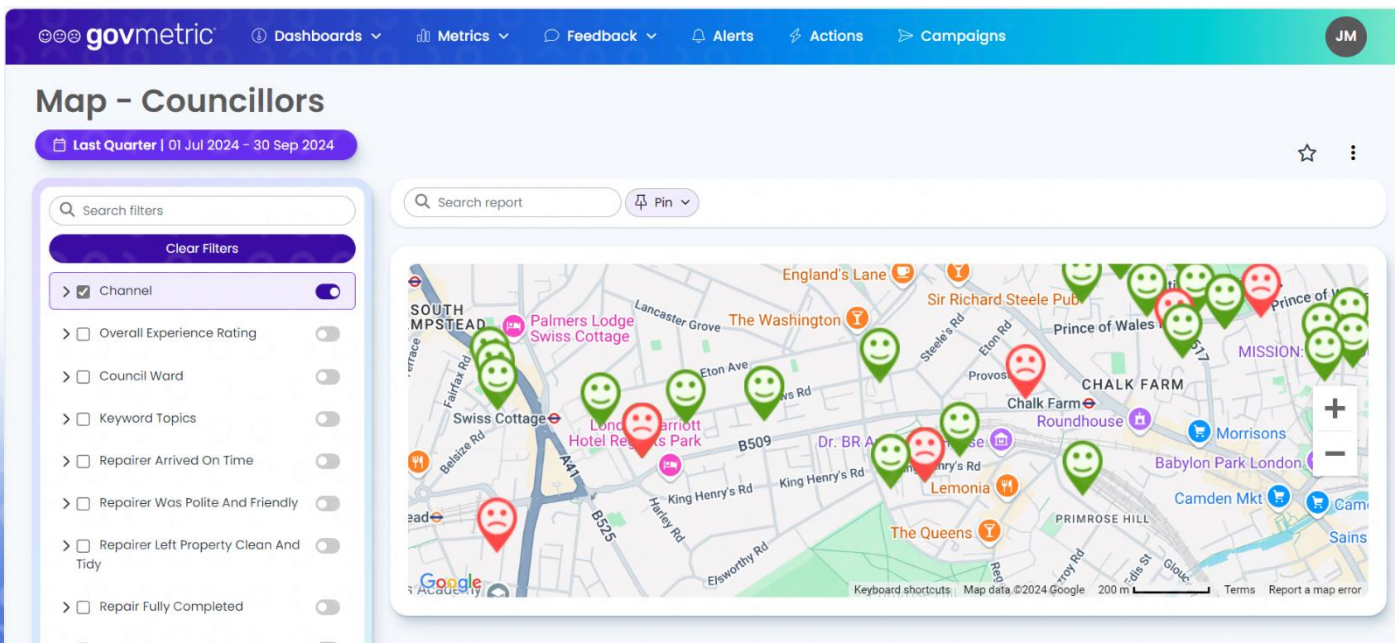 govmetric
Dashboards
Metrics
Feedback
Alerts
Actions
Campaigns
JM
Map - Councillors
Last Quarter | 01 Jul 2024 - 30 Sep 2024
Search filters
Clear Filters
Channel
Overall Experience Rating
Council Ward
Keyword Topics
Repairer Arrived On Time
Repairer Was Polite And Friendly
Repairer Left Property Clean And
Tidy
Repair Fully Completed
Search report
Pin
England's Lane
Sir Richard Steele Pub
SOUTH
MPSTEAD
Palmers Lodge
Swiss Cottage
Lancaster Grove
The Washington
Steele's Rd
Eton Rd
Prince of Wales
Prince of
MISSION:
Fairfax Rd
Eton Ave
CHALK FARM
Chalk Farm
Roundhouse
Swiss Cottage
Hotel
Park
B509
Dr. BR
Morrisons
Babylon Park London
Belsize Rd
A41
King Henry's Rd
King Henry's Rd
Lemonia
Camden Mkt
Harley Rd
B525
PRIMROSE HILL
The Queens
Sains
Elsworthy Rd
Google
Keyboard shortcuts
Map data ©2024 Google
200 m
Terms
Report a map error